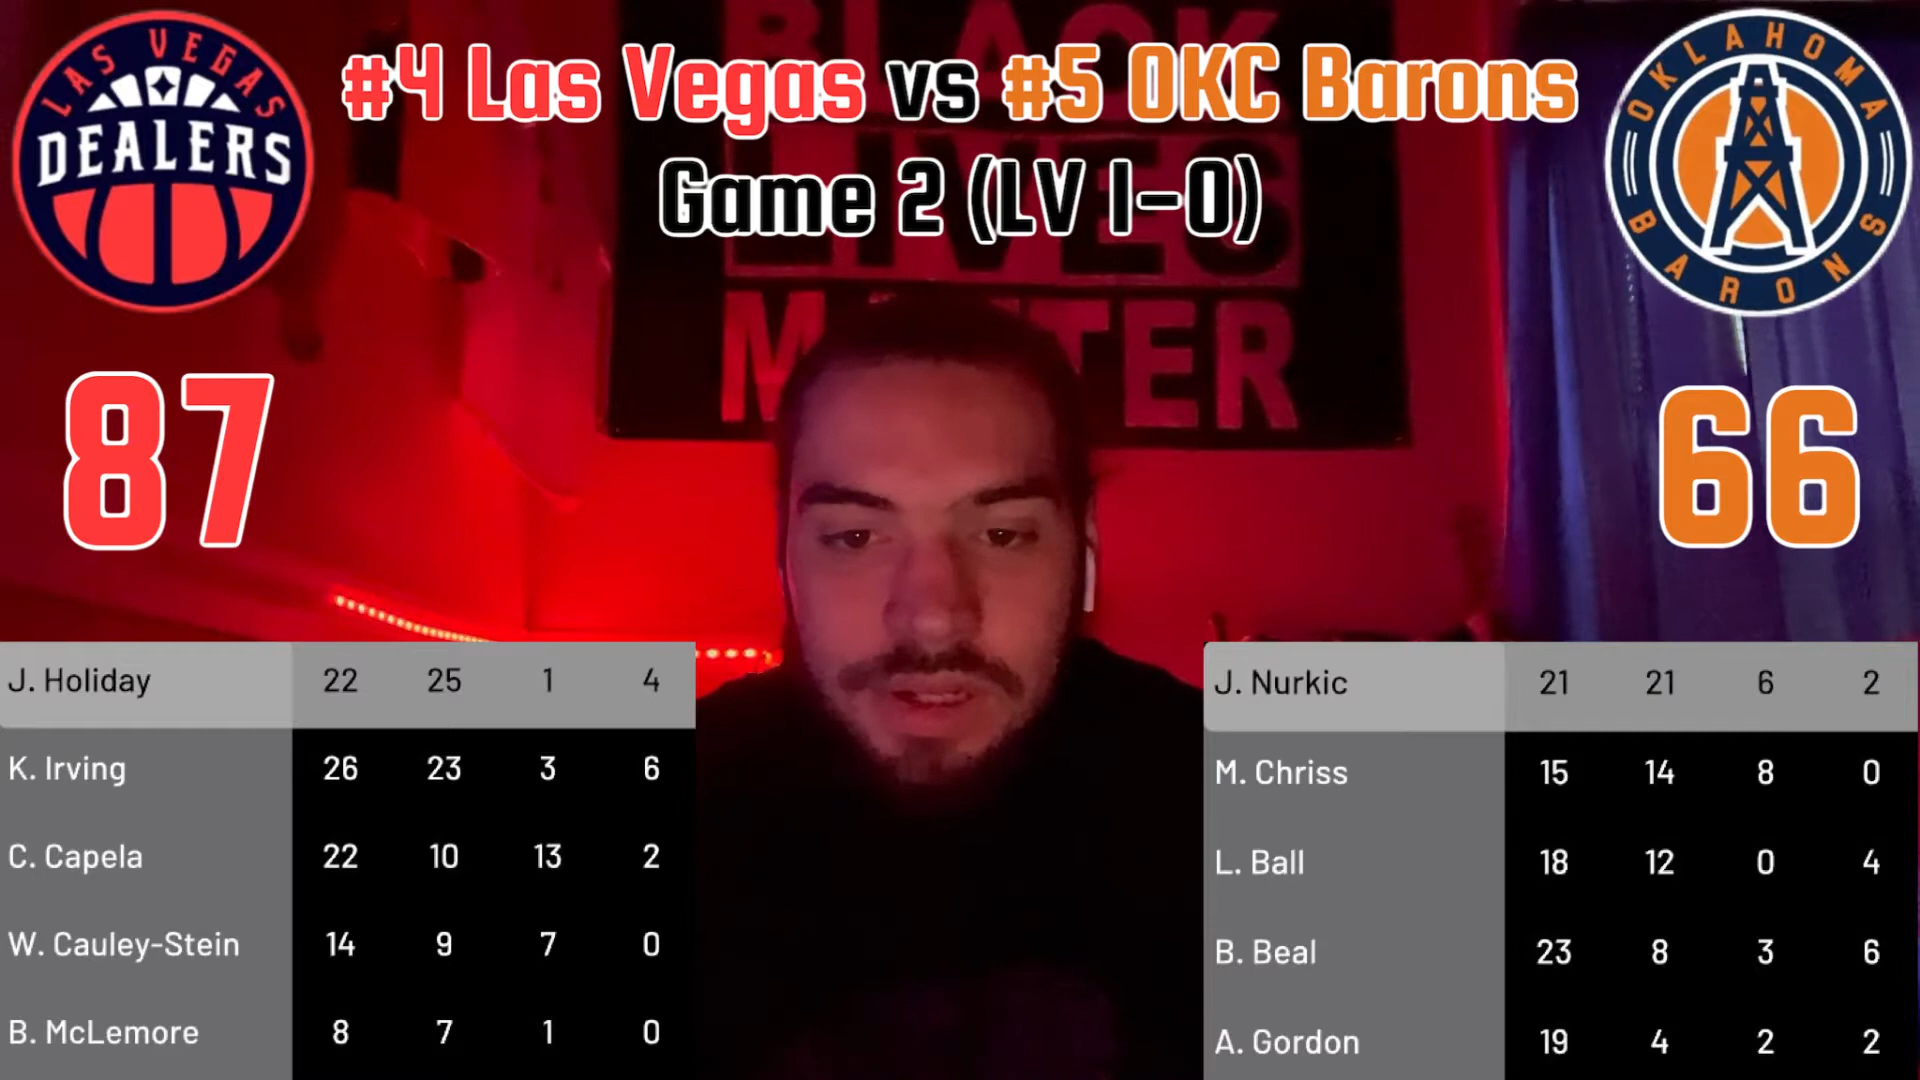 LAS VEGAS
DEALERS
#4 Las Vegas vs #5 OKC Barons
Game 2 (LV 1-0)
OKLAHOMA
BARONS
BLACK
LIVES
MATTER
87
66
J. Holiday 22 25 1 4
K. Irving 26 23 3 6
C. Capela 22 10 13 2
W. Cauley-Stein 14 9 7 0
B. McLemore 8 7 1 0
J. Nurkic 21 21 6 2
M. Chriss 15 14 8 0
L. Ball 18 12 0 4
B. Beal 23 8 3 6
A. Gordon 19 4 2 2